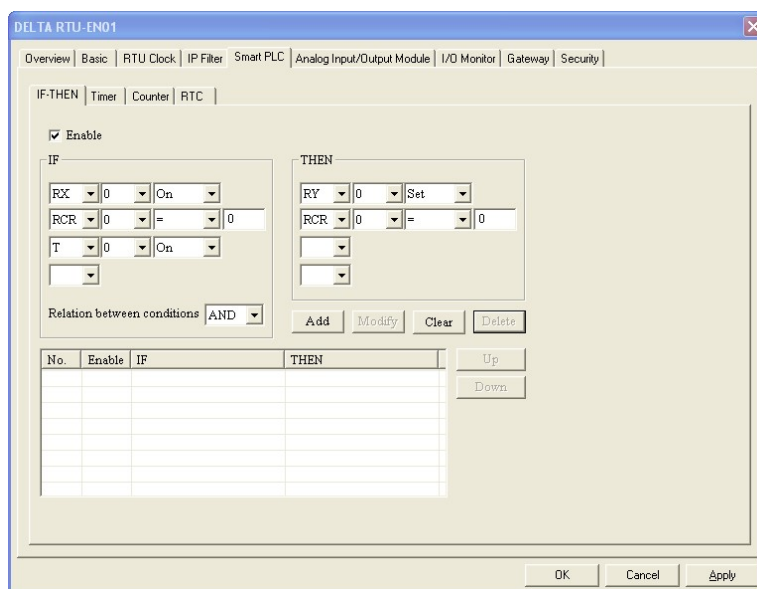 DELTA RTU-EN01
Overview Basic RTU Clock IP Filter Smart PLC Analog Input/Output Module I/O Monitor Gateway Security
IF-THEN Timer Counter RTC
Enable
IF
RX 0 On
RCR 0 = 0
T 0 On
Relation between conditions AND
THEN
RY 0 Set
RCR 0 = 0
Add Modify Clear Delete
No. Enable IF THEN
Up
Down
OK Cancel Apply